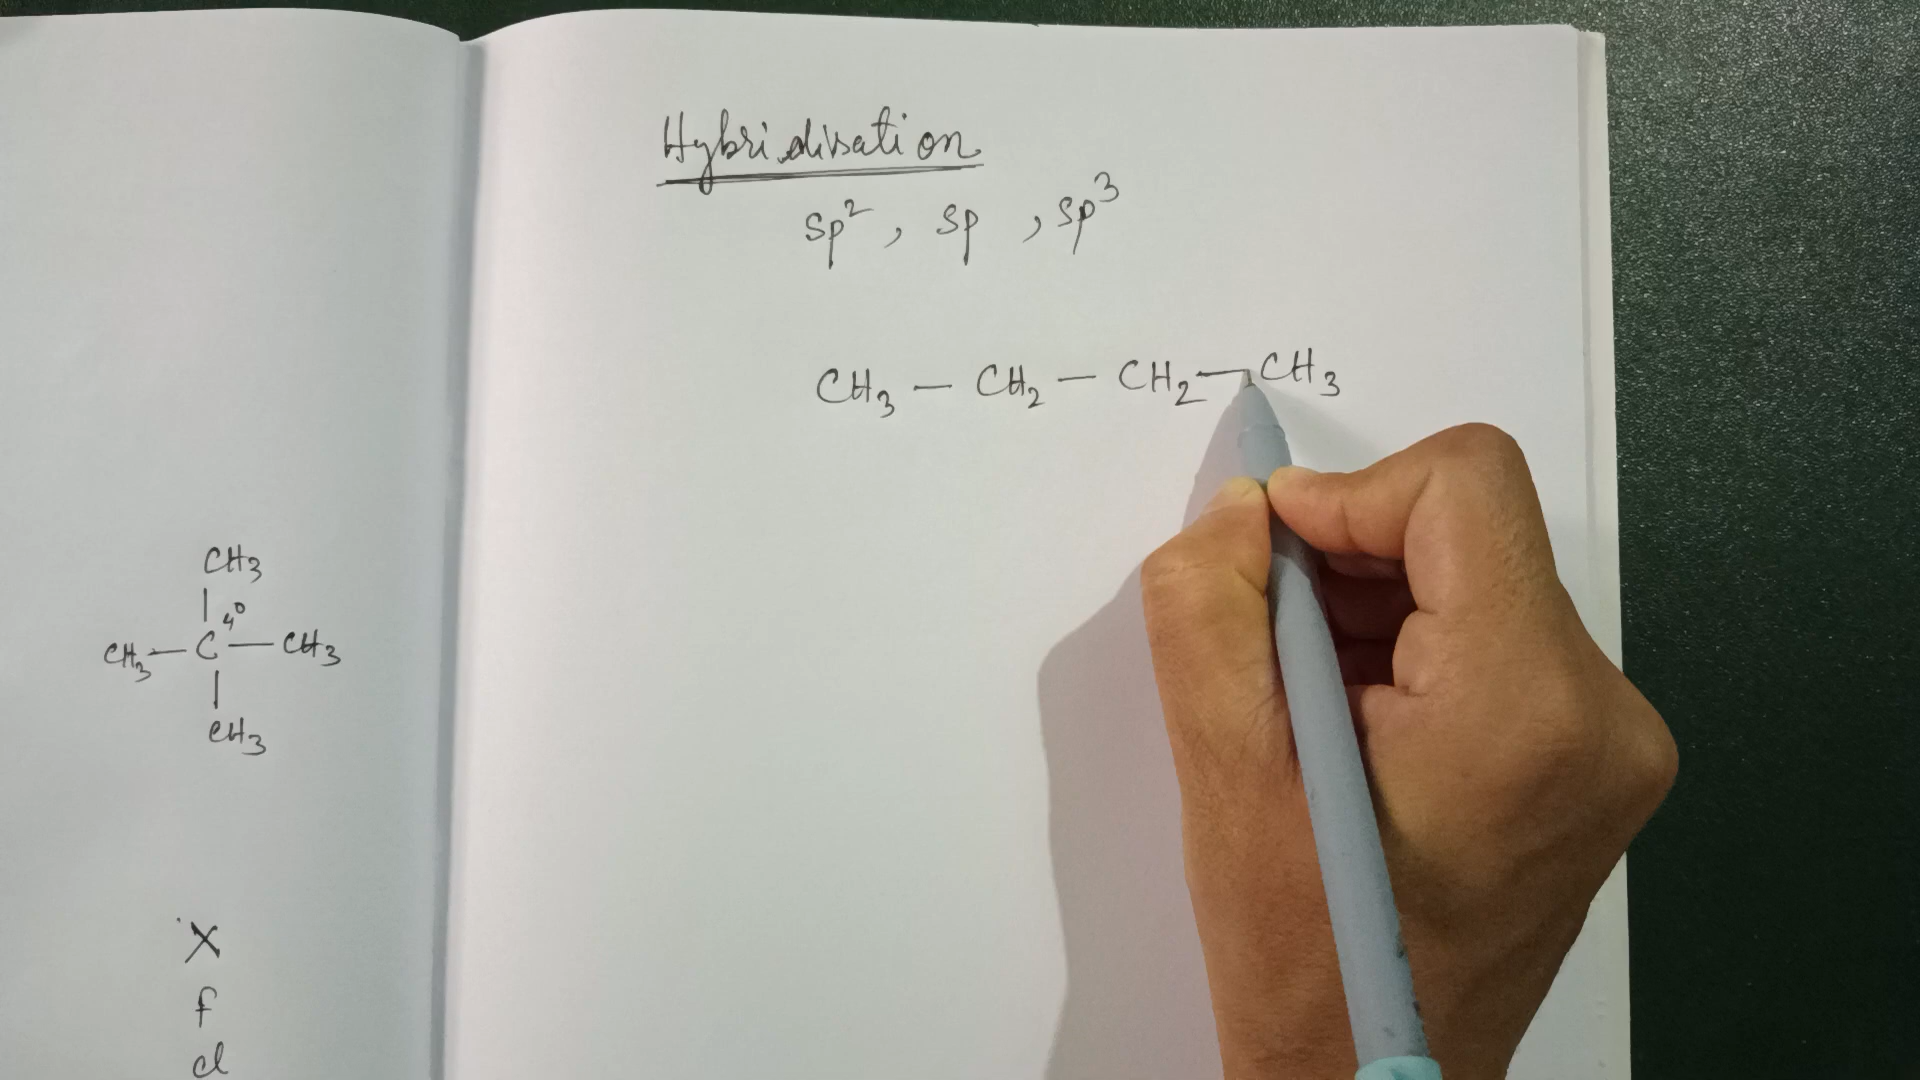 CH3
|
4°
CH3 — C — CH3
|
CH3
X
f
cl
Hybridisation
sp², sp, sp³
CH3 — CH2 — CH2 — CH3